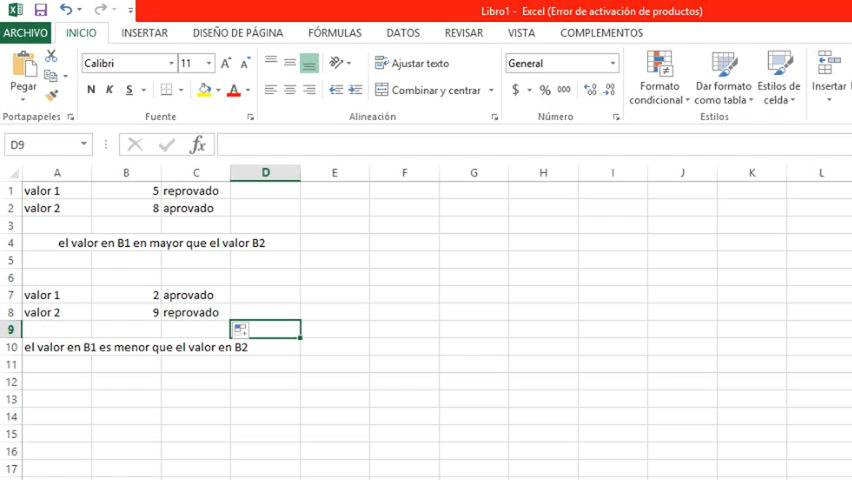 Libro1 - Excel (Error de activación de productos)
ARCHIVO INICIO INSERTAR DISEÑO DE PÁGINA FÓRMULAS DATOS REVISAR VISTA COMPLEMENTOS
Calibri 11 A A Ajustar texto General
Pegar N K S A Combinar y centrar $ % 000 Formato condicional Dar formato como tabla Estilos de celda Insertar
Portapapeles Fuente Alineación Número Estilos
D9 fx
A B C D E F G H I J K L
1 valor 1 5 reprovado
2 valor 2 8 aprovado
3
4 el valor en B1 en mayor que el valor B2
5
6
7 valor 1 2 aprovado
8 valor 2 9 reprovado
9
10 el valor en B1 es menor que el valor en B2
11
12
13
14
15
16
17